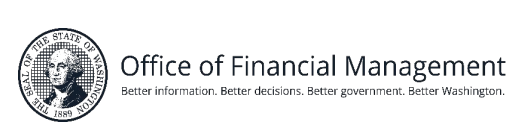 THE SEAL OF THE STATE OF WASHINGTON
1889
Office of Financial Management
Better information. Better decisions. Better government. Better Washington.